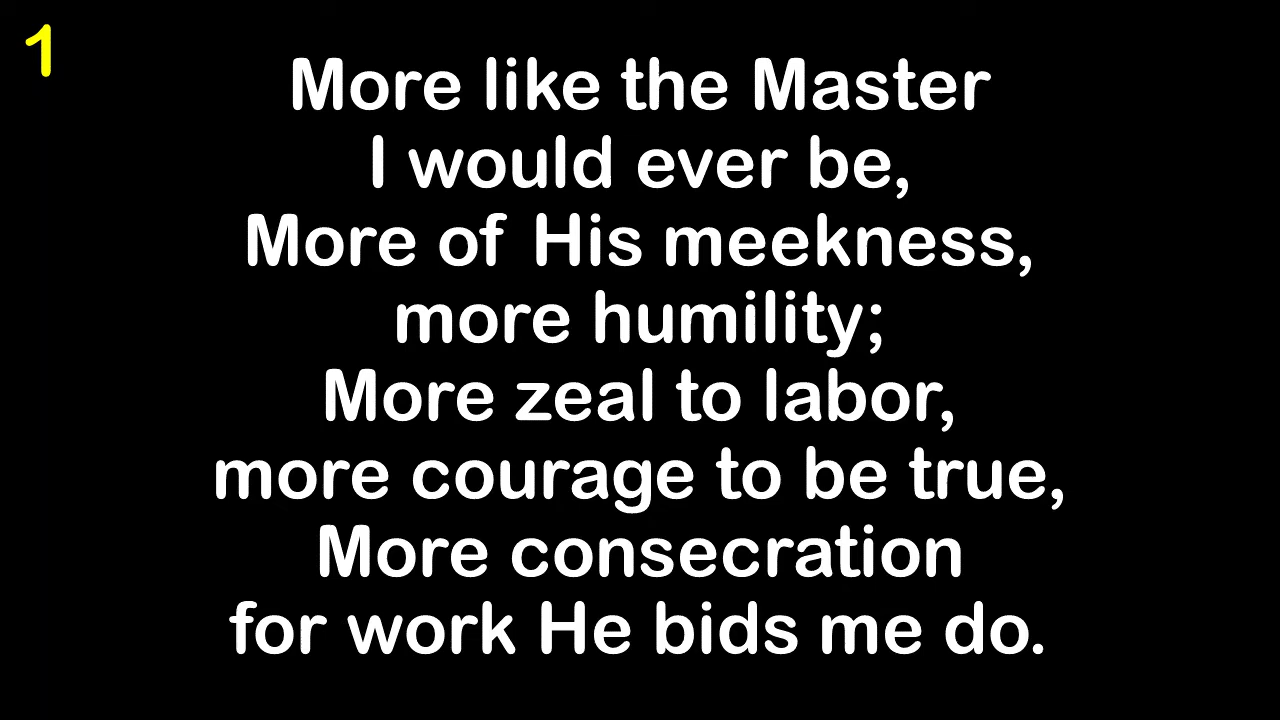 1
More like the Master
I would ever be,
More of His meekness,
more humility;
More zeal to labor,
more courage to be true,
More consecration
for work He bids me do.